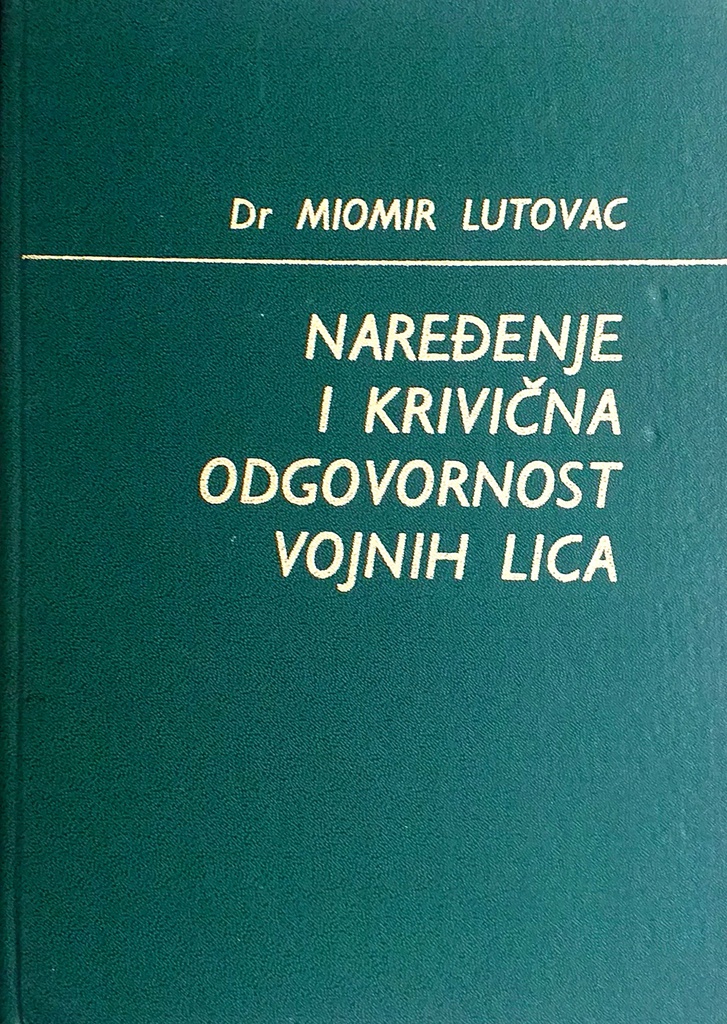 Dr MIOMIR LUTOVAC
NAREĐENJE
I KRIVIČNA
ODGOVORNOST
VOJNIH LICA